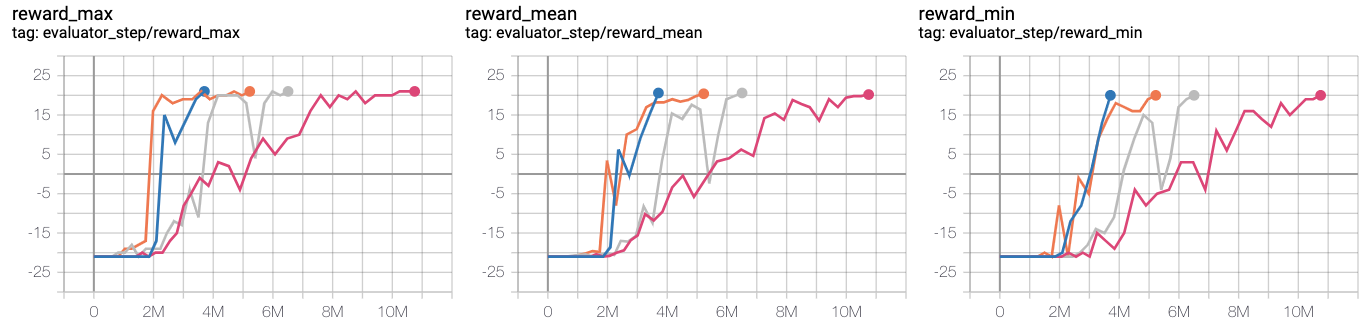 reward_max
tag: evaluator_step/reward_max
25
15
5
-5
-15
-25
0 2M 4M 6M 8M 10M
reward_mean
tag: evaluator_step/reward_mean
25
15
5
-5
-15
-25
0 2M 4M 6M 8M 10M
reward_min
tag: evaluator_step/reward_min
25
15
5
-5
-15
-25
0 2M 4M 6M 8M 10M